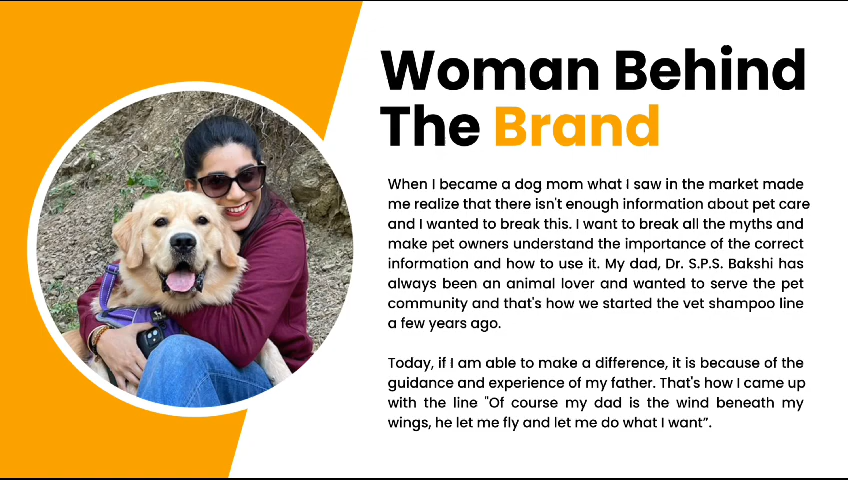 Woman Behind
The Brand
When I became a dog mom what I saw in the market made
me realize that there isn't enough information about pet care
and I wanted to break this. I want to break all the myths and
make pet owners understand the importance of the correct
information and how to use it. My dad, Dr. S.P.S. Bakshi has
always been an animal lover and wanted to serve the pet
community and that's how we started the vet shampoo line
a few years ago.
Today, if I am able to make a difference, it is because of the
guidance and experience of my father. That's how I came up
with the line "Of course my dad is the wind beneath my
wings, he let me fly and let me do what I want”.